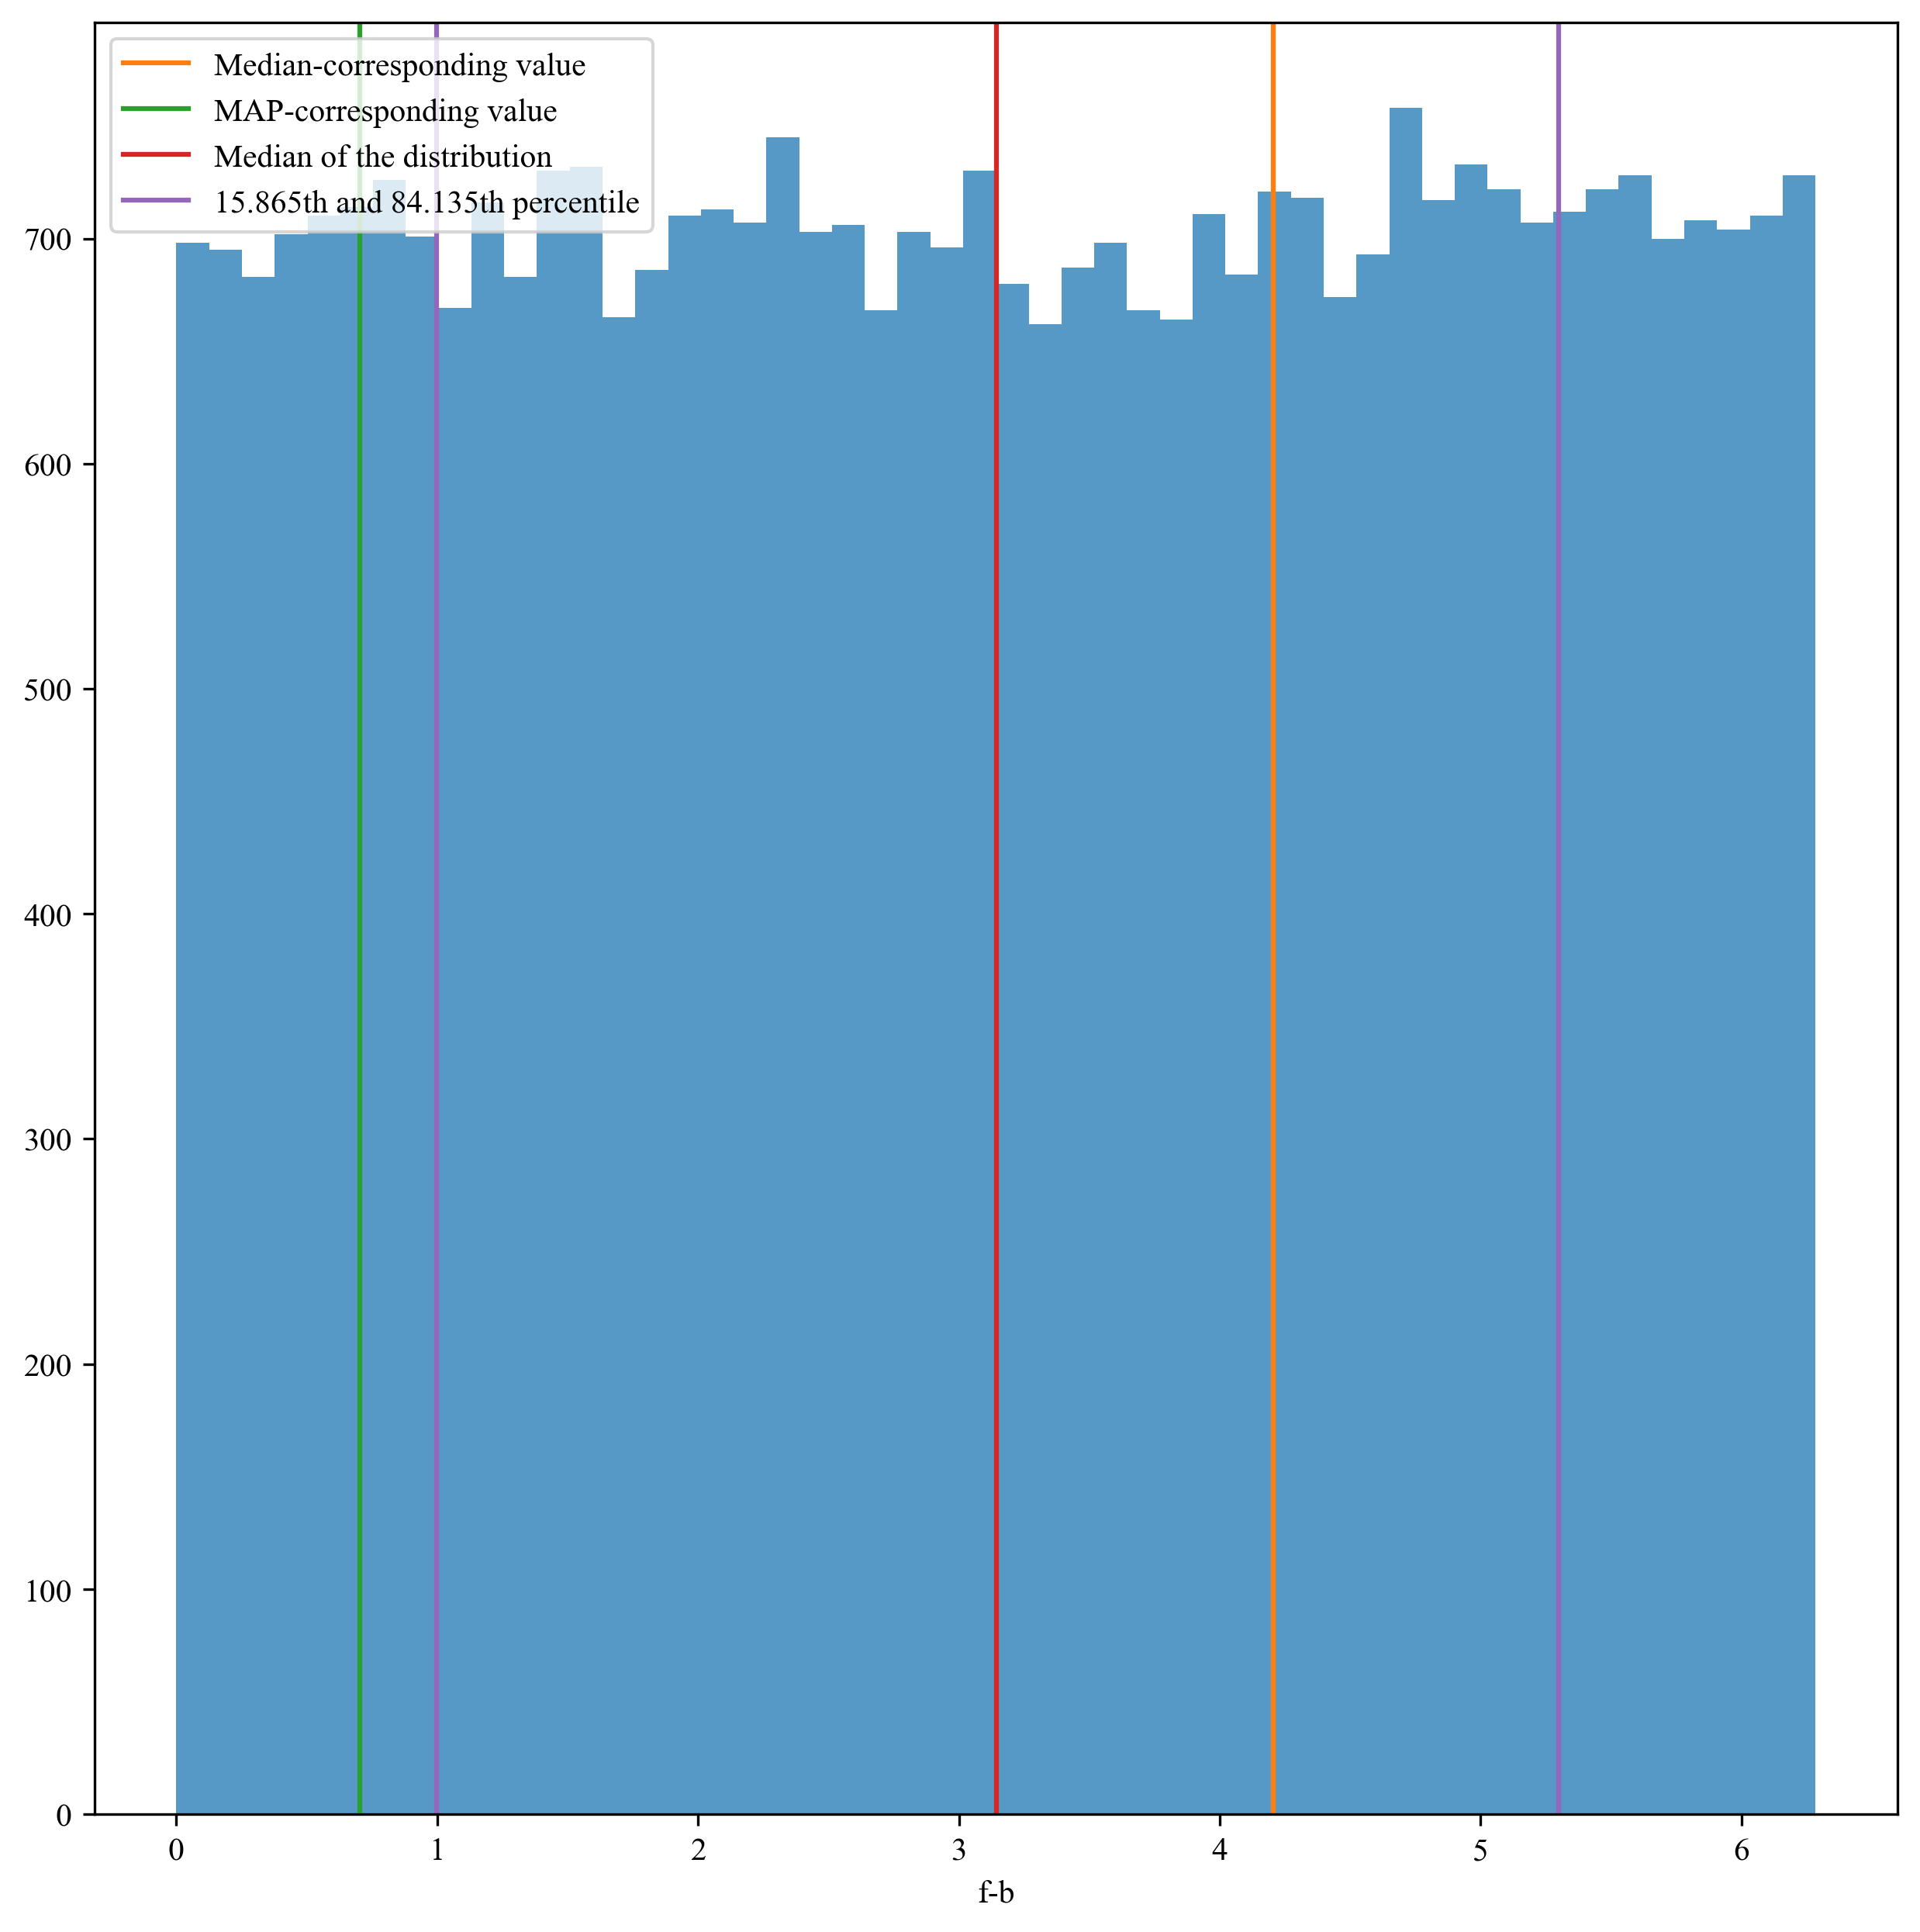 Median-corresponding value
MAP-corresponding value
Median of the distribution
15.865th and 84.135th percentile
700
600
500
400
300
200
100
0
0 1 2 3 4 5 6
f-b